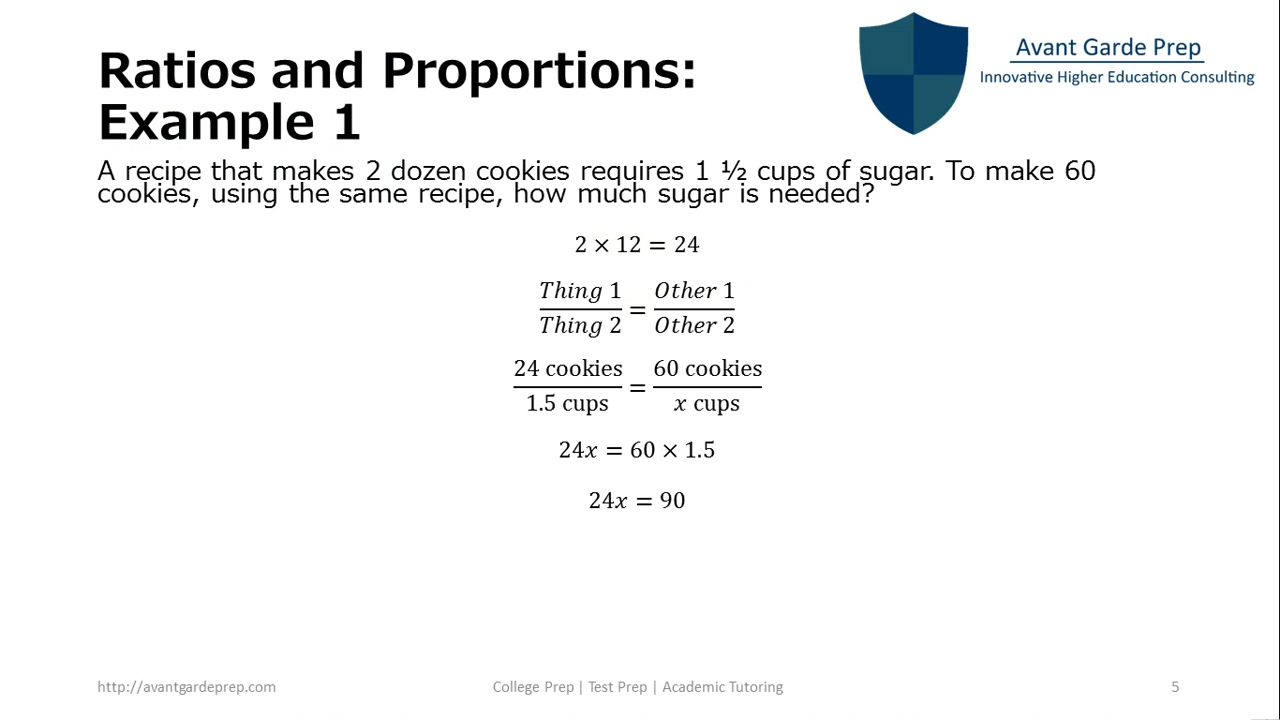 Avant Garde Prep
Innovative Higher Education Consulting
Ratios and Proportions:
Example 1
A recipe that makes 2 dozen cookies requires 1 ½ cups of sugar. To make 60
cookies, using the same recipe, how much sugar is needed?
2 × 12 = 24
Thing 1 / Thing 2 = Other 1 / Other 2
24 cookies / 1.5 cups = 60 cookies / x cups
24x = 60 × 1.5
24x = 90
http://avantgardeprep.com
College Prep | Test Prep | Academic Tutoring
5